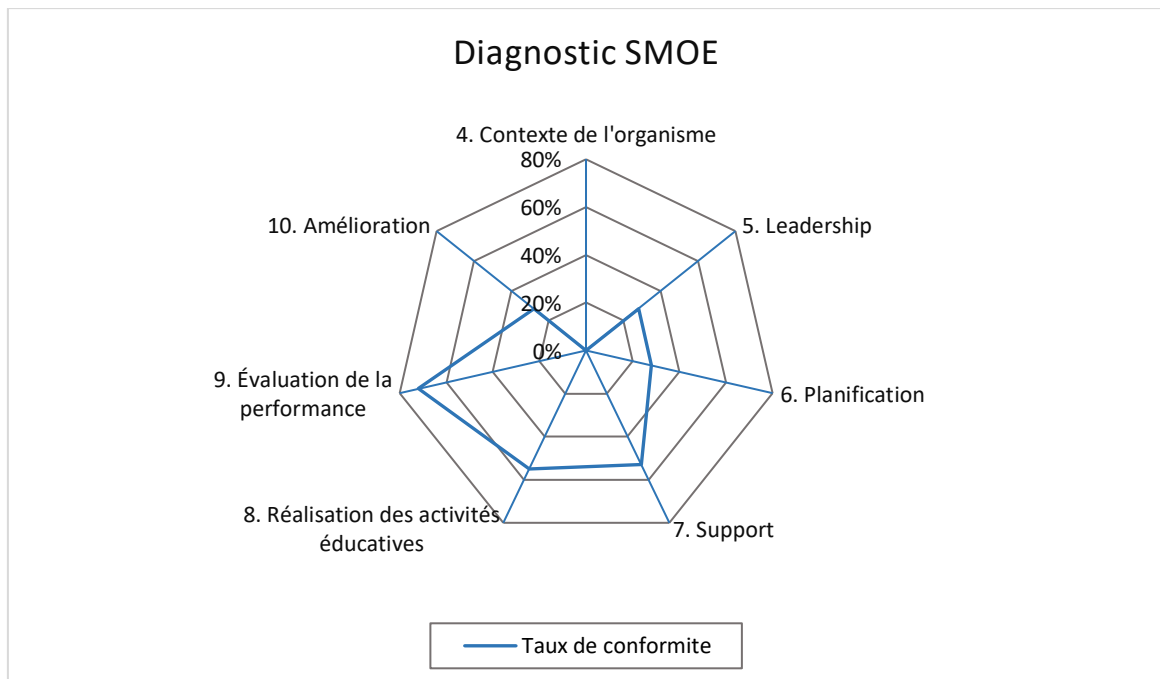 Diagnostic SMOE
4. Contexte de l'organisme
80%
60%
40%
20%
0%
5. Leadership
6. Planification
7. Support
8. Réalisation des activités
éducatives
9. Évaluation de la
performance
10. Amélioration
Taux de conformite